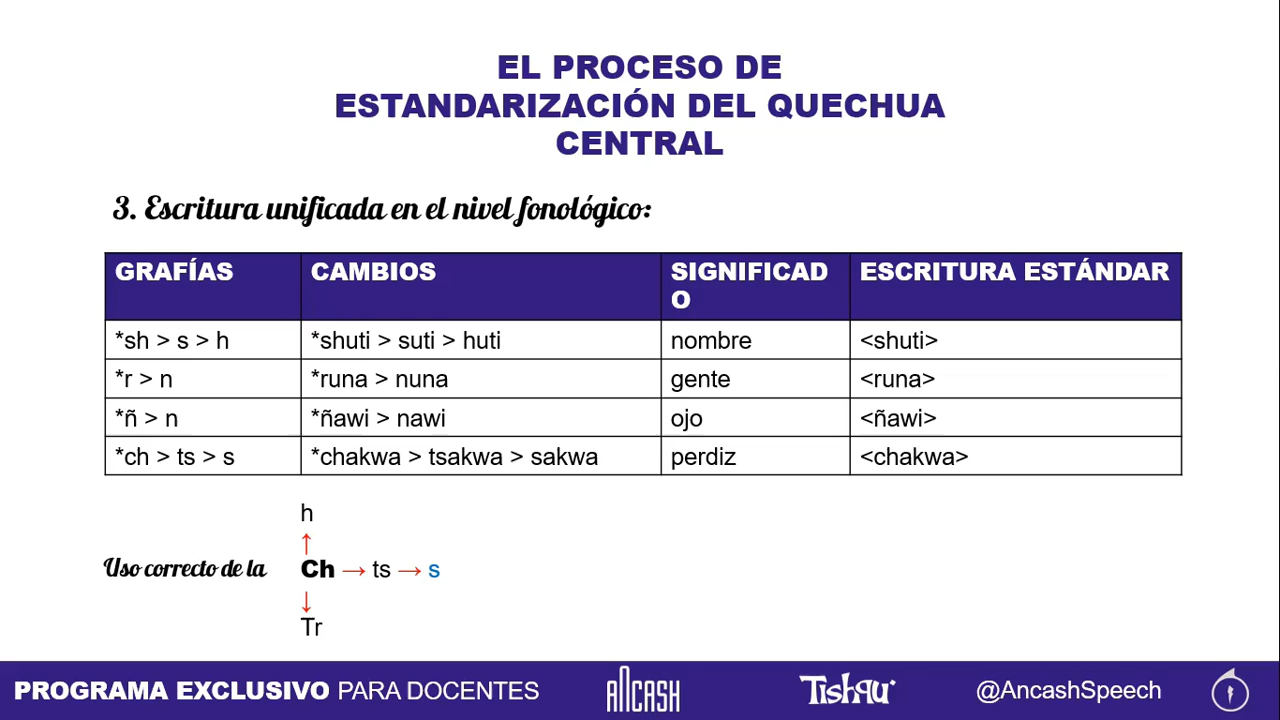 EL PROCESO DE
ESTANDARIZACIÓN DEL QUECHUA
CENTRAL
3. Escritura unificada en el nivel fonológico:
GRAFÍAS CAMBIOS SIGNIFICADO ESCRITURA ESTÁNDAR
*sh > s > h *shuti > suti > huti nombre <shuti>
*r > n *runa > nuna gente <runa>
*ñ > n *ñawi > nawi ojo <ñawi>
*ch > ts > s *chakwa > tsakwa > sakwa perdiz <chakwa>
h
↑
Uso correcto de la Ch → ts → s
↓
Tr
PROGRAMA EXCLUSIVO PARA DOCENTES ANCASH Tishqu @AncashSpeech